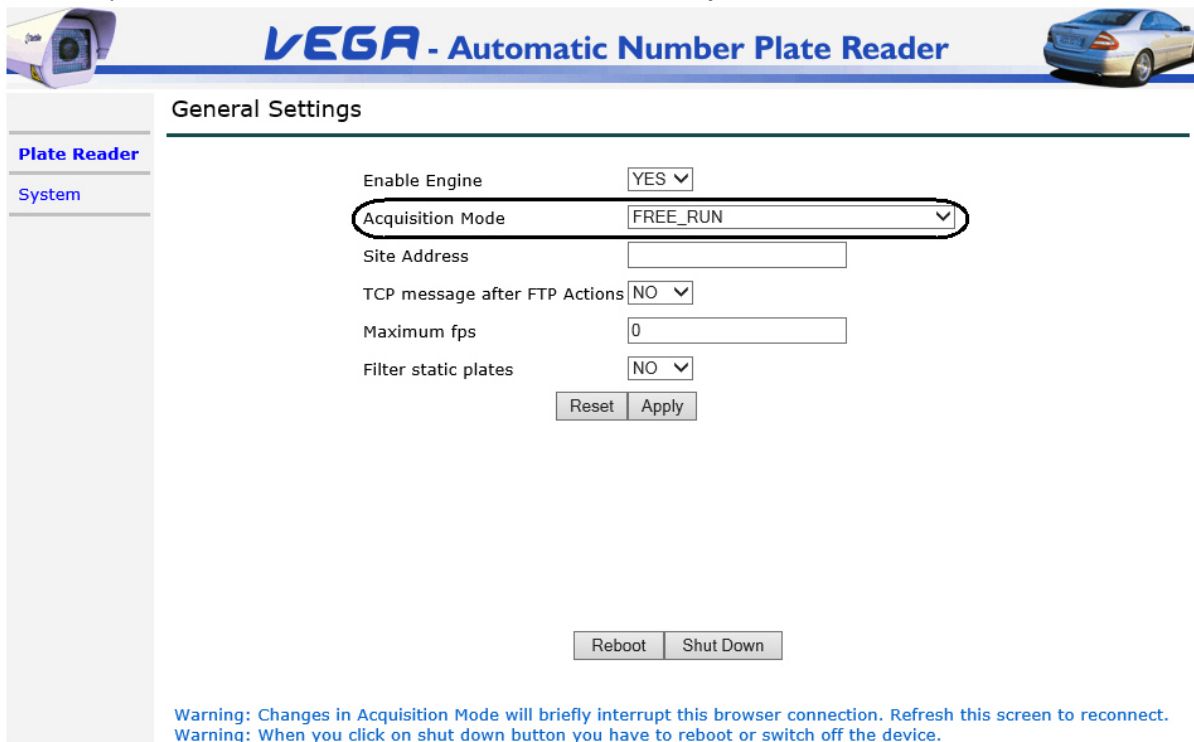 VEGA - Automatic Number Plate Reader
General Settings
Plate Reader
System
Enable Engine YES
Acquisition Mode FREE_RUN
Site Address
TCP message after FTP Actions NO
Maximum fps 0
Filter static plates NO
Reset Apply
Reboot Shut Down
Warning: Changes in Acquisition Mode will briefly interrupt this browser connection. Refresh this screen to reconnect.
Warning: When you click on shut down button you have to reboot or switch off the device.